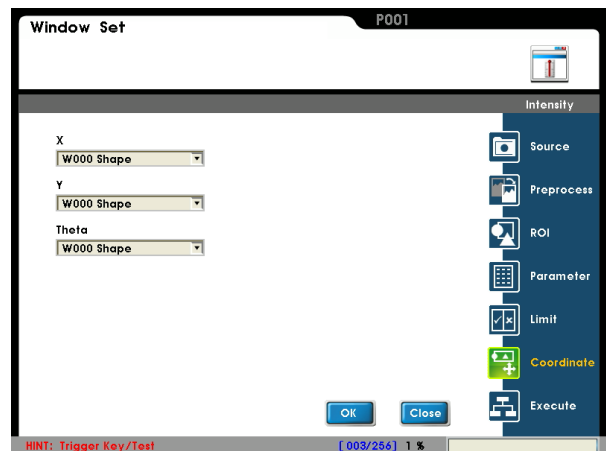 Window Set
P001
Intensity
X
W000 Shape
Y
W000 Shape
Theta
W000 Shape
Source
Preprocess
ROI
Parameter
Limit
Coordinate
Execute
OK
Close
HINT: Trigger Key/Test
[003/256] 1 %